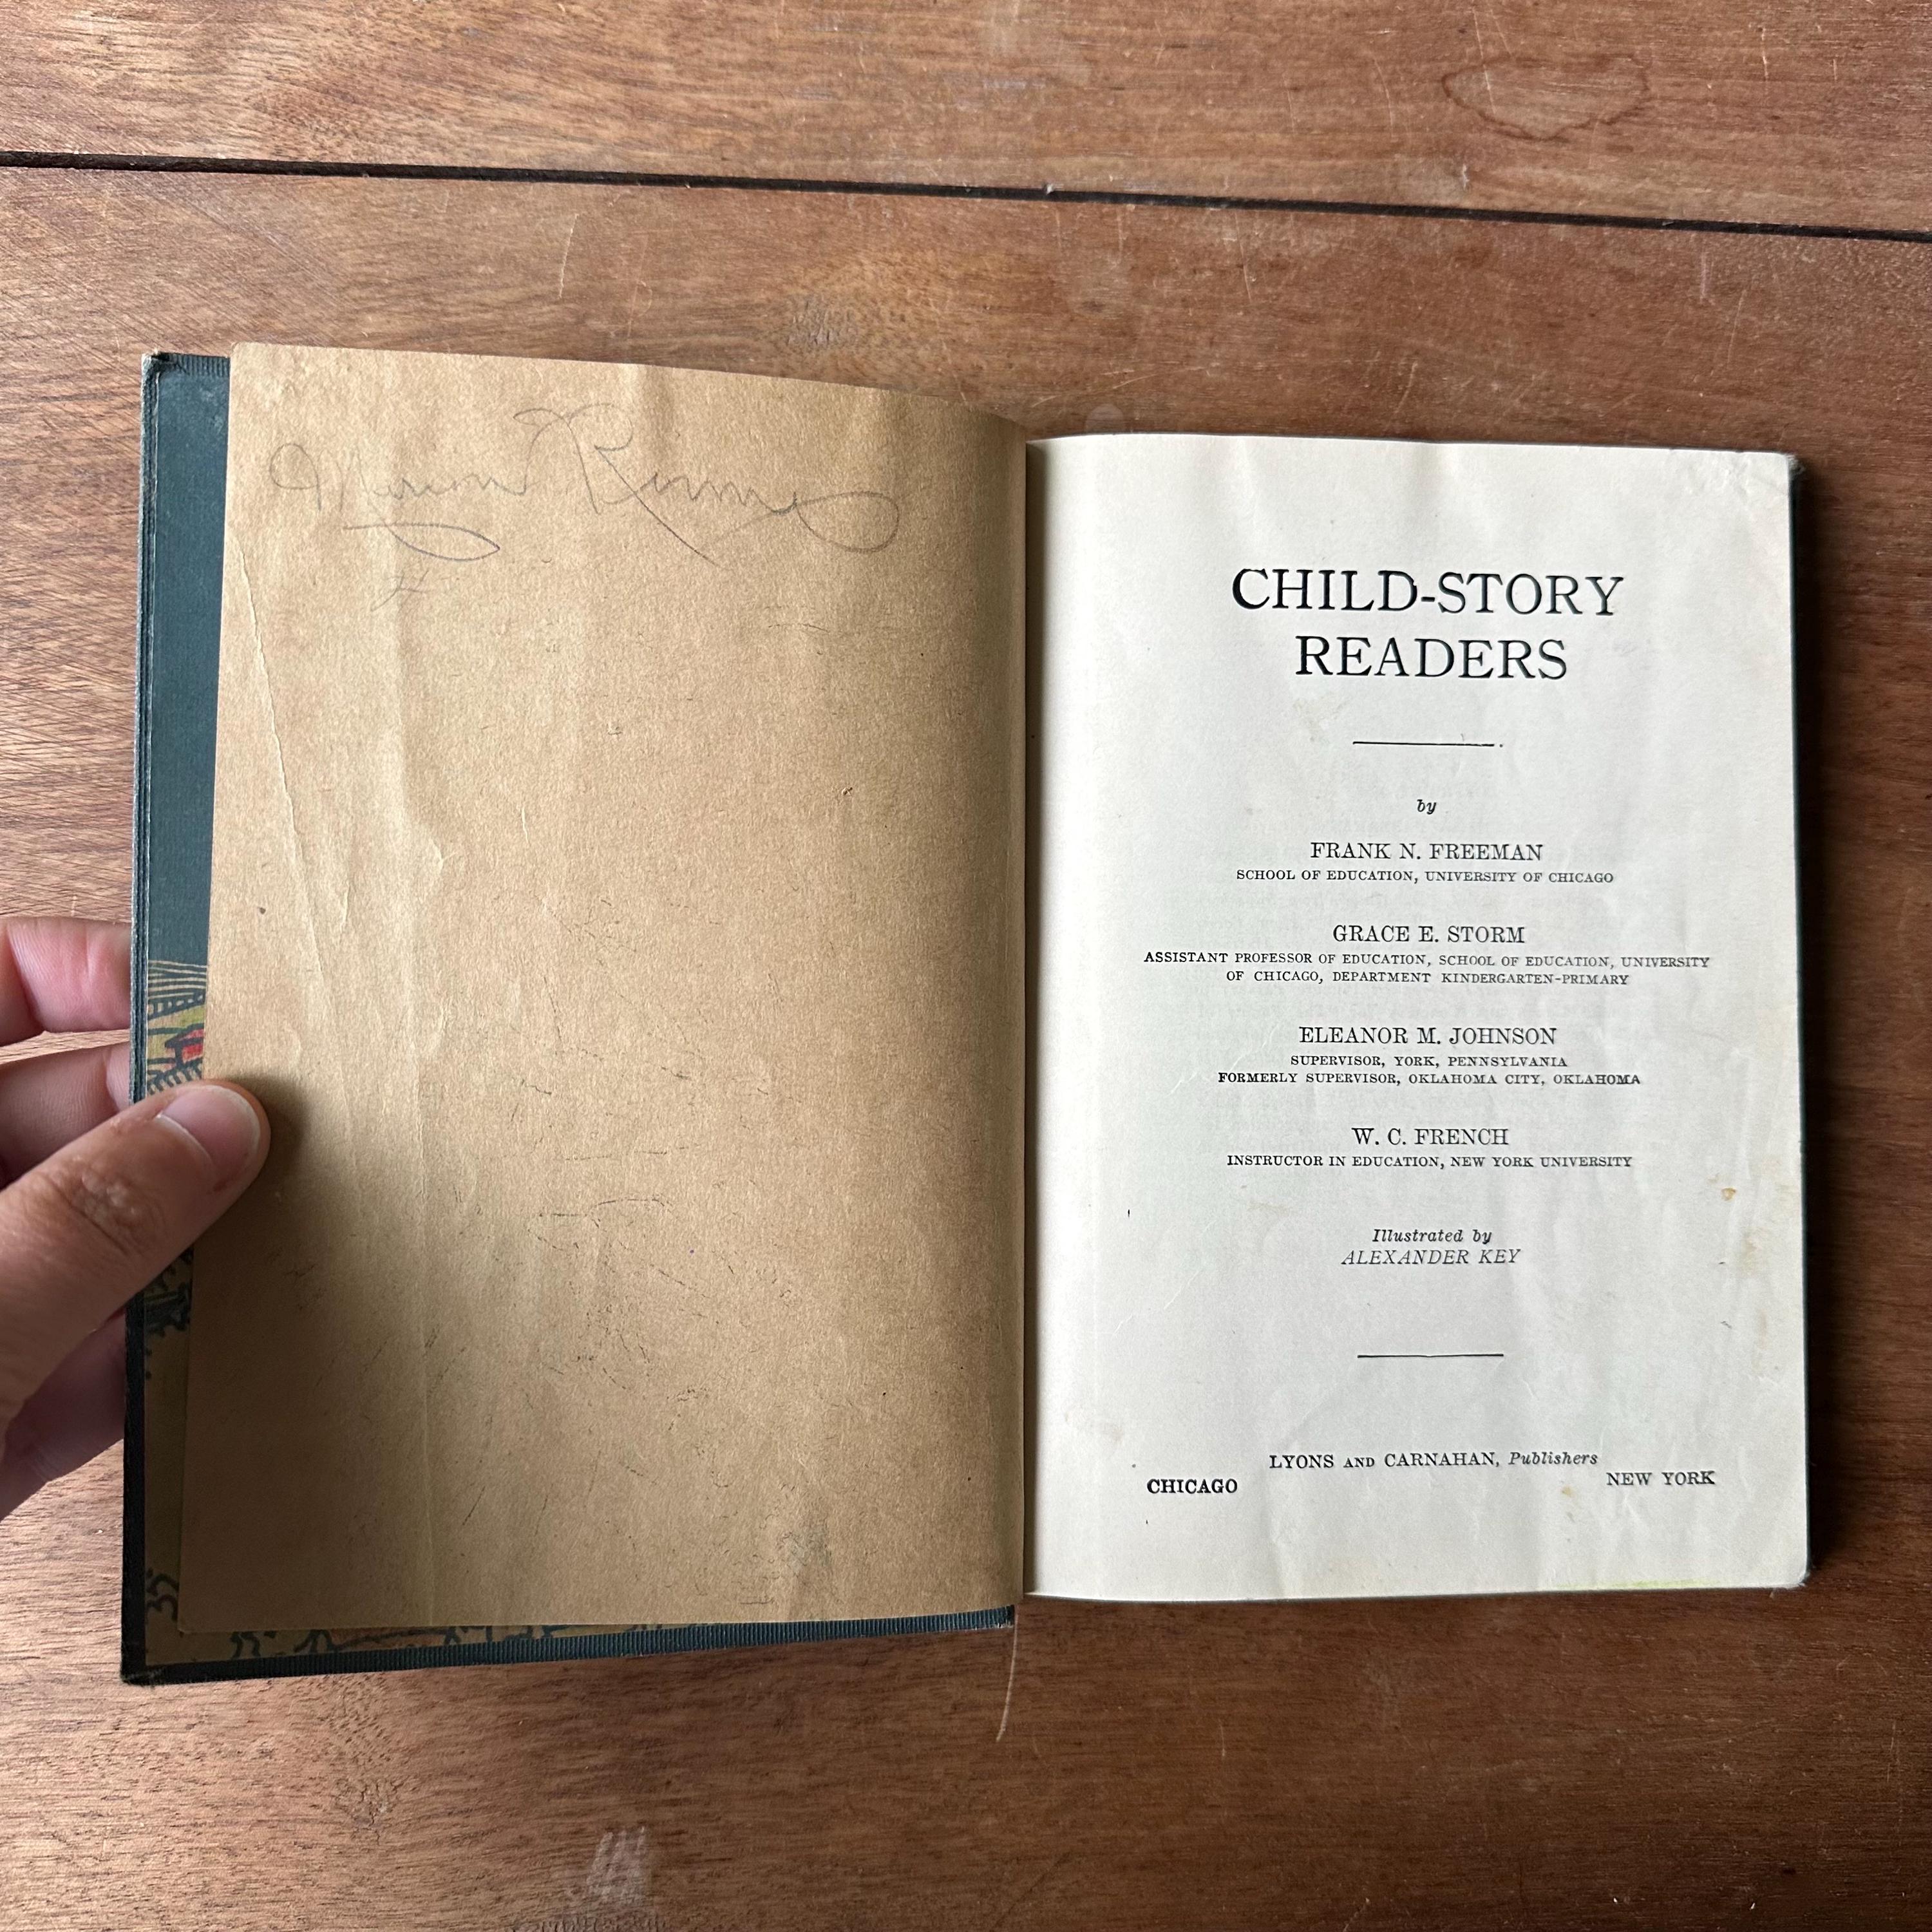 CHILD-STORY
READERS
by
FRANK N. FREEMAN
SCHOOL OF EDUCATION, UNIVERSITY OF CHICAGO
GRACE E. STORM
ASSISTANT PROFESSOR OF EDUCATION, SCHOOL OF EDUCATION, UNIVERSITY
OF CHICAGO, DEPARTMENT KINDERGARTEN-PRIMARY
ELEANOR M. JOHNSON
SUPERVISOR, YORK, PENNSYLVANIA
FORMERLY SUPERVISOR, OKLAHOMA CITY, OKLAHOMA
W. C. FRENCH
INSTRUCTOR IN EDUCATION, NEW YORK UNIVERSITY
Illustrated by
ALEXANDER KEY
LYONS AND CARNAHAN, Publishers
CHICAGO NEW YORK